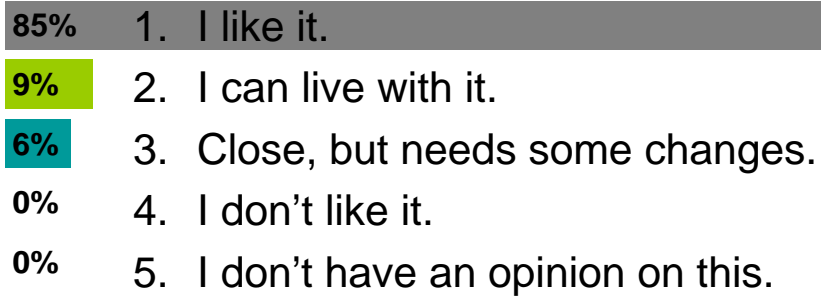 85% 1. I like it.
9% 2. I can live with it.
6% 3. Close, but needs some changes.
0% 4. I don’t like it.
0% 5. I don’t have an opinion on this.